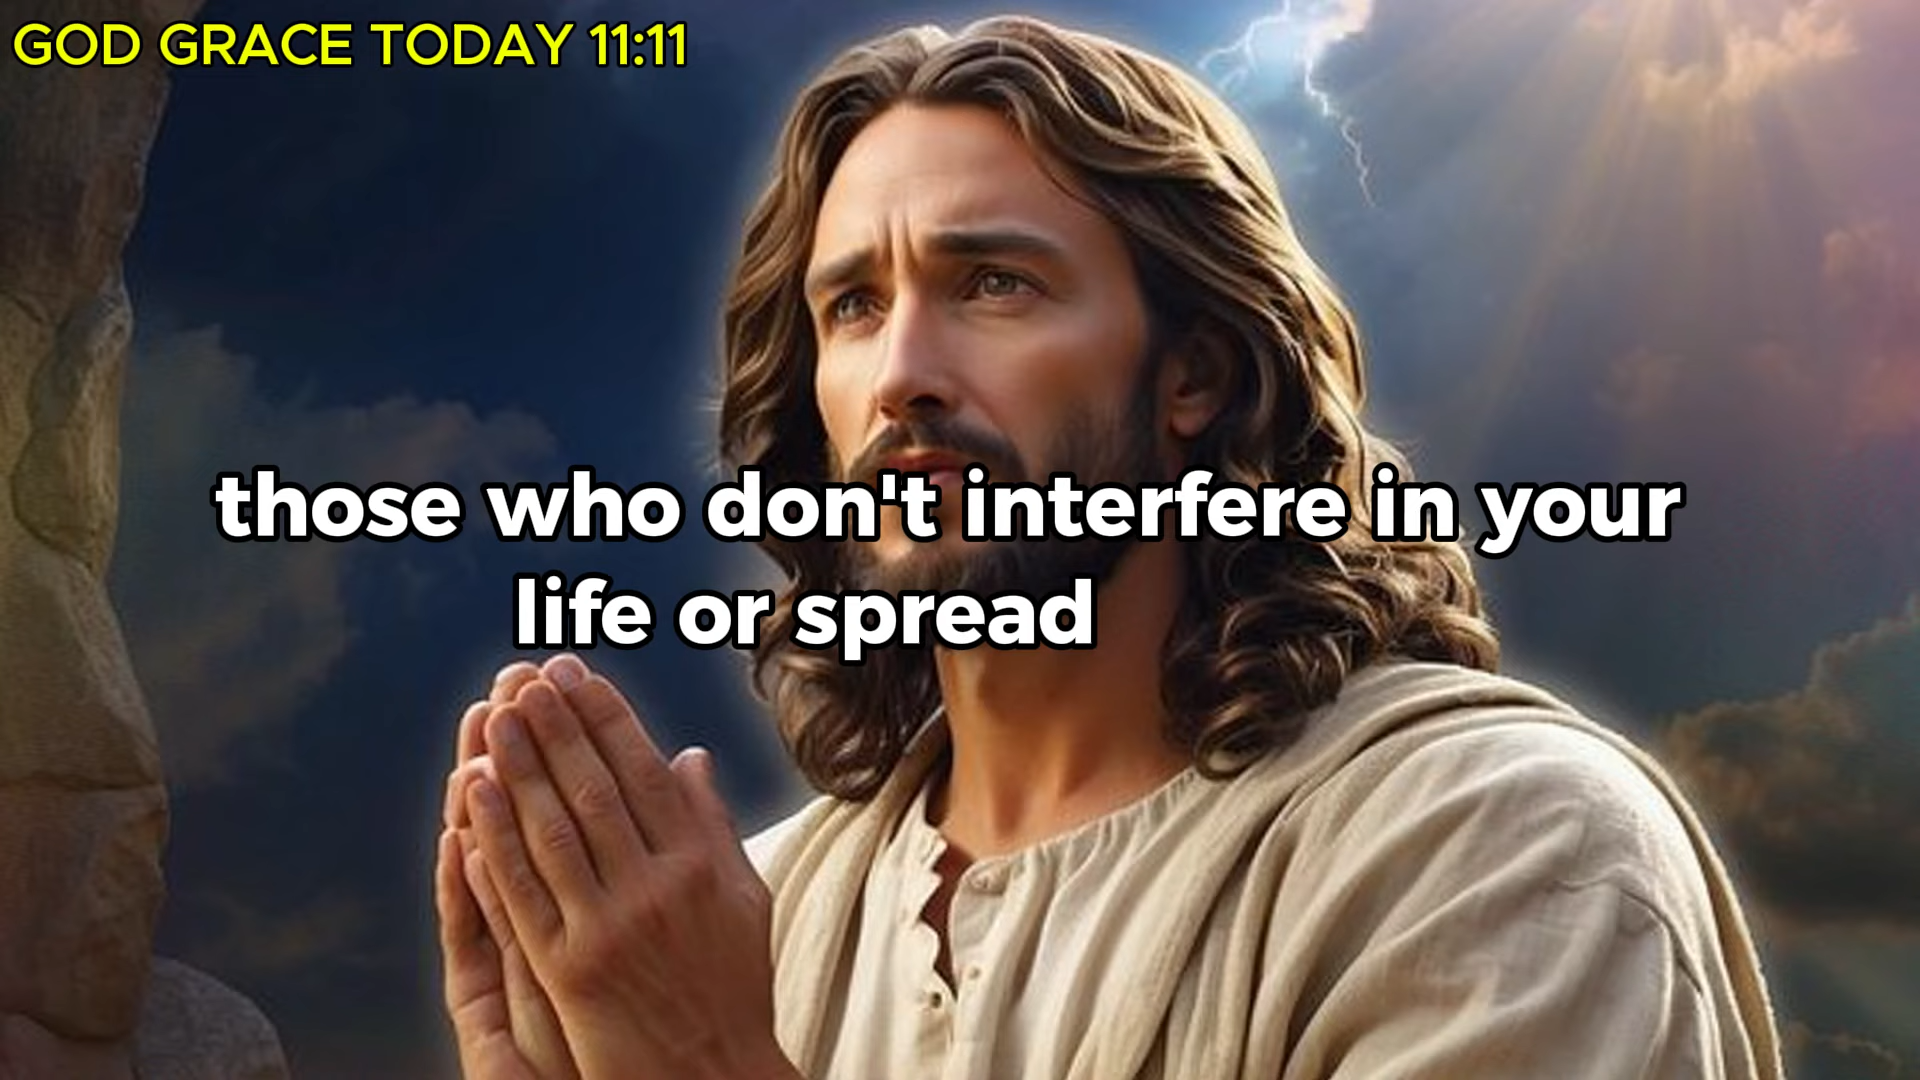 GOD GRACE TODAY 11:11
those who don't interfere in your
life or spread